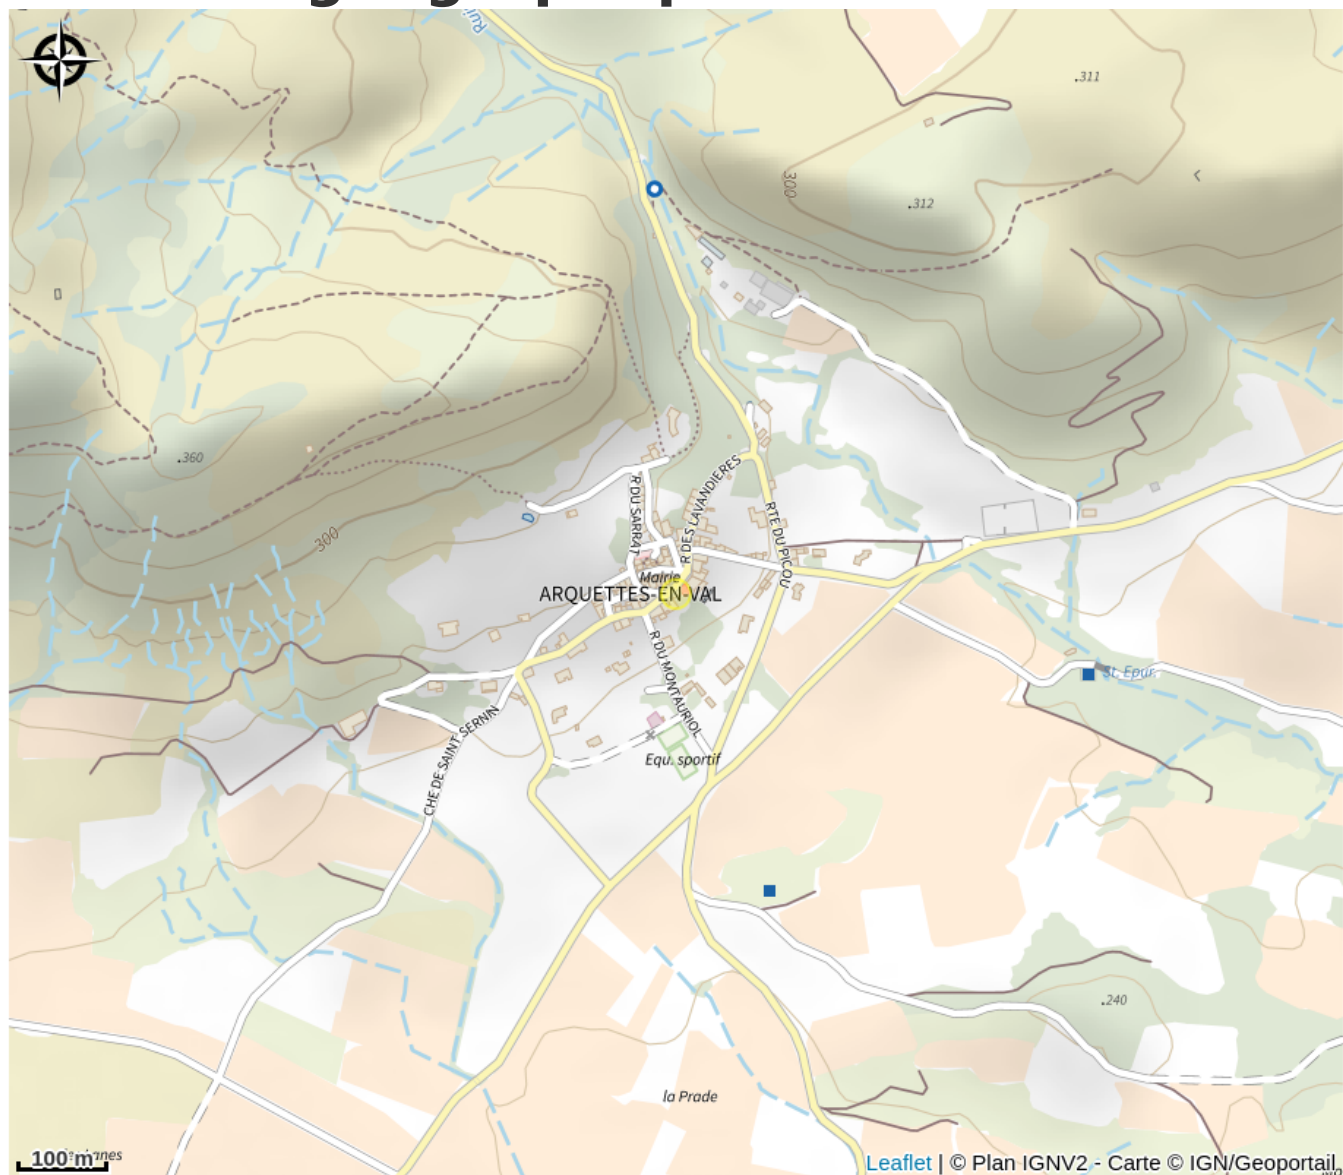 Rui
.311
300
.312
.360
300
R DU SARRAT
R DES LAVANDIERES
RTE DU PICOU
Mairie
ARQUETTES-EN-VAL
R DU MONTAURIOL
St. Epur.
CHE DE SAINT SERNIN
Equ. sportif
.240
la Prade
100 m
Leaflet | © Plan IGNV2 - Carte © IGN/Geoportail